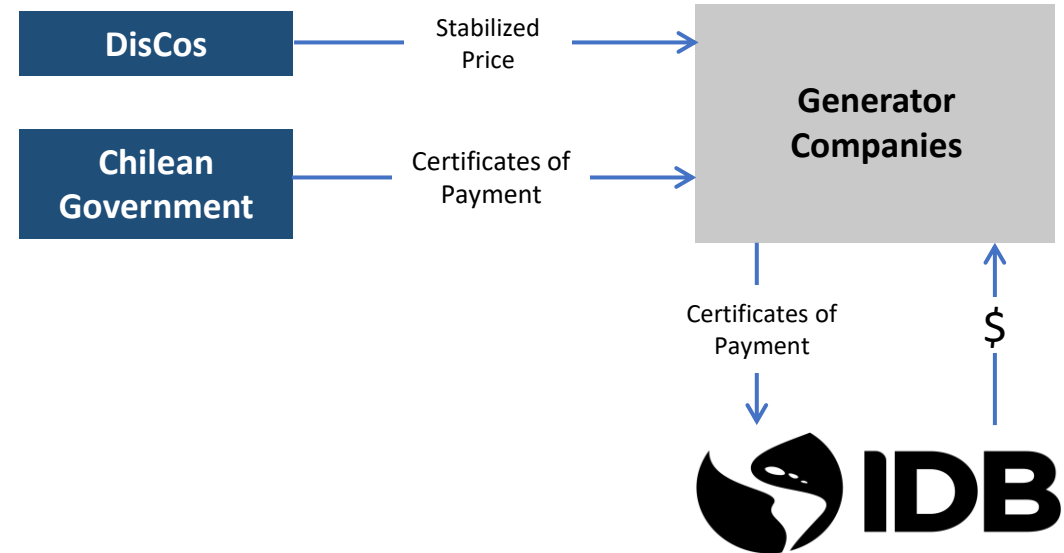 DisCos
Stabilized
Price
Generator
Companies
Chilean
Government
Certificates of
Payment
Certificates of
Payment
$
IDB